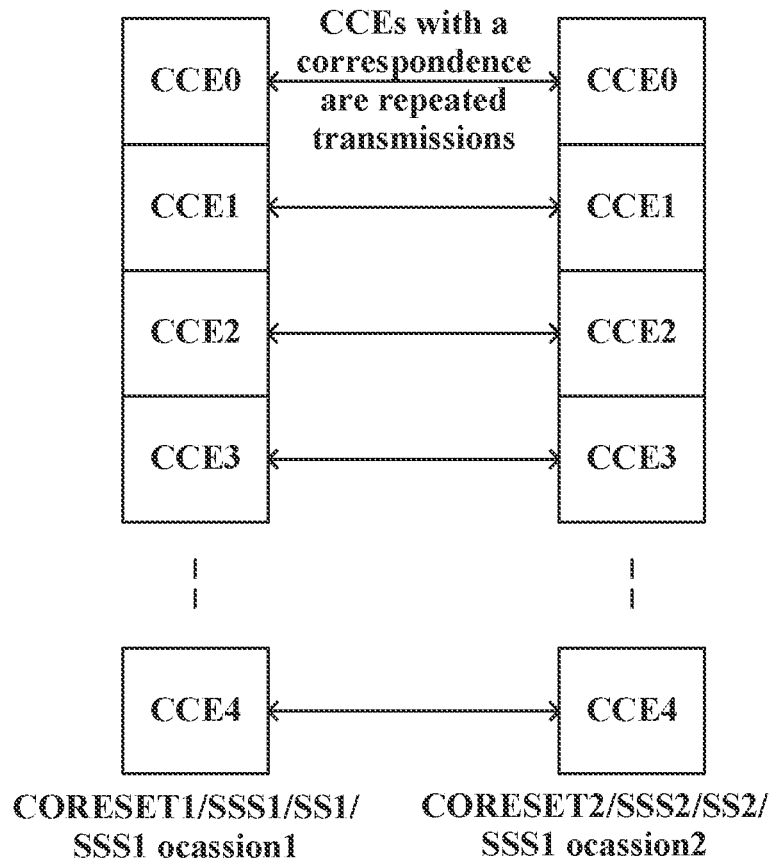 CCEs with a
correspondence
are repeated
transmissions
CCE0
CCE0
CCE1
CCE1
CCE2
CCE2
CCE3
CCE3
CCE4
CCE4
CORESET1/SSS1/SS1/
SSS1 ocassion1
CORESET2/SSS2/SS2/
SSS1 ocassion2